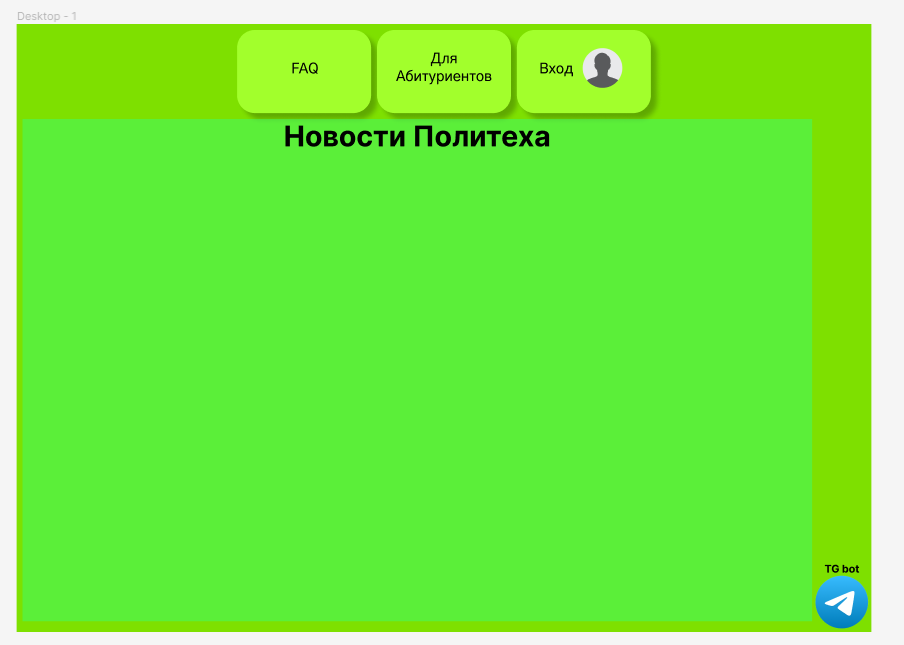 Desktop - 1
FAQ
Для
Абитуриентов
Вход
Новости Политеха
TG bot